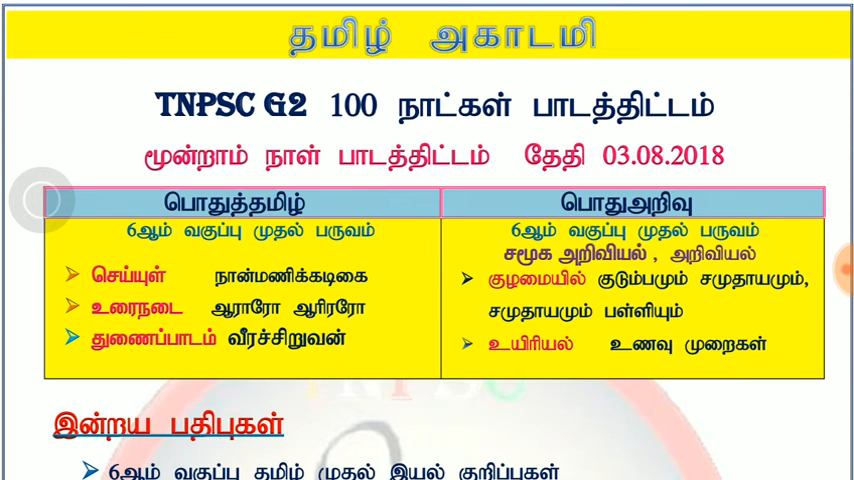 தமிழ் அகாடமி
TNPSC G2 100 நாட்கள் பாடத்திட்டம்
மூன்றாம் நாள் பாடத்திட்டம் தேதி 03.08.2018
பொதுத்தமிழ்
6ஆம் வகுப்பு முதல் பருவம்
செய்யுள் நான்மணிக்கடிகை
உரைநடை ஆராரோ ஆரிரரோ
துணைப்பாடம் வீரச்சிறுவன்
பொதுஅறிவு
6ஆம் வகுப்பு முதல் பருவம்
சமூக அறிவியல் , அறிவியல்
குழமையில் குடும்பமும் சமுதாயமும்,
சமுதாயமும் பள்ளியும்
உயிரியல் உணவு முறைகள்
TNPSC
இன்றய பதிபுகள்
6ஆம் வகுப்பு தமிழ் முதல் இயல் குறிப்புகள்